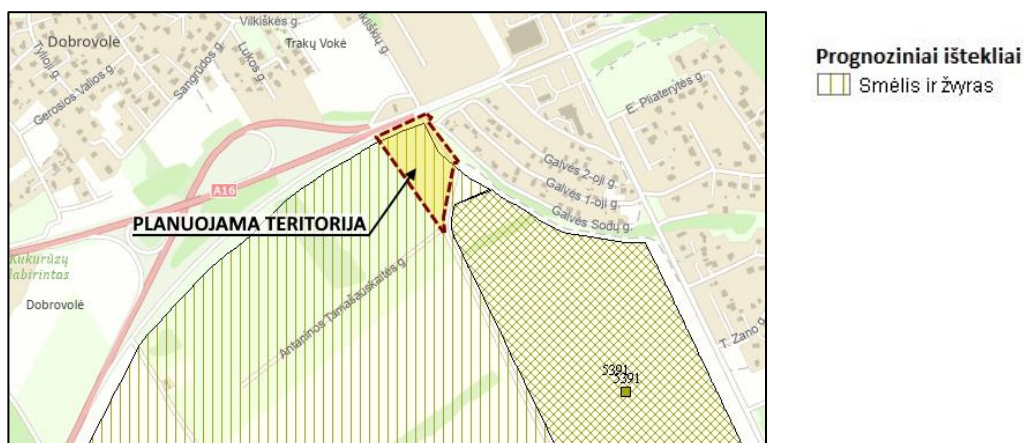 Vilkiškės g.
Dobrovolė
Trakų Vokė
Tylioji g.
Lukos g.
Sangrūdos g.
Gerosios Valios g.
E. Pliaterytės g.
Galvės 2-oji g.
Galvės 1-oji g.
Galvės Sodų g.
A16
PLANUOJAMA TERITORIJA
Kukurūzų
labirintas
Dobrovolė
Antaninos Tamašauskaitės g.
T. Zano g.
5391
5391
Prognoziniai ištekliai
Smėlis ir žvyras